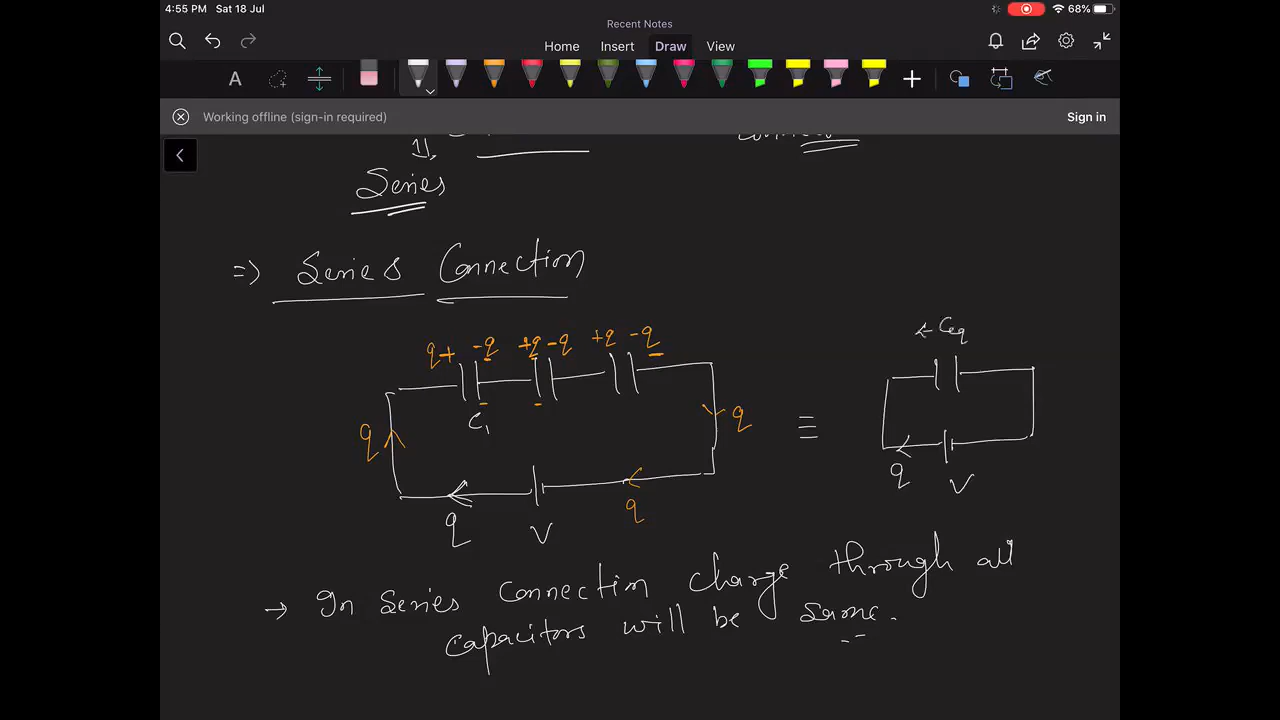 4:55 PM Sat 18 Jul
68%
Recent Notes
Home Insert Draw View
A
Working offline (sign-in required)
Sign in
Series
=> Series Connection
q+ -q +q -q +q -q
← Ceq
C₁
q
q
≡
q
V
q
q
V
→ In series connection charge through all
capacitors will be same.